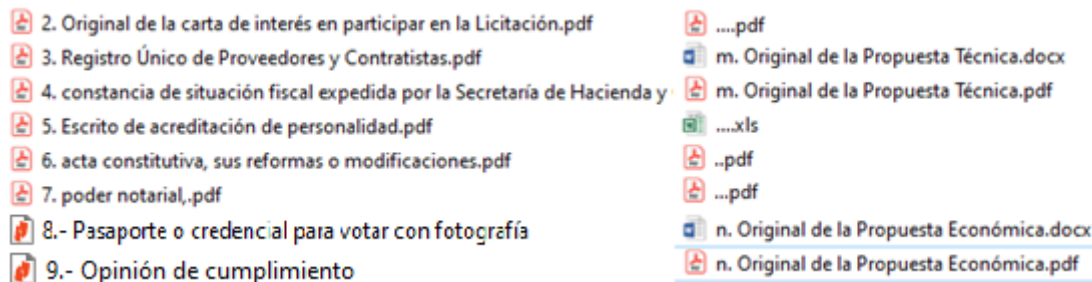 2. Original de la carta de interés en participar en la Licitación.pdf
3. Registro Único de Proveedores y Contratistas.pdf
4. constancia de situación fiscal expedida por la Secretaría de Hacienda y
5. Escrito de acreditación de personalidad.pdf
6. acta constitutiva, sus reformas o modificaciones.pdf
7. poder notarial,.pdf
8.- Pasaporte o credencial para votar con fotografía
9.- Opinión de cumplimiento
....pdf
m. Original de la Propuesta Técnica.docx
m. Original de la Propuesta Técnica.pdf
....xls
..pdf
...pdf
n. Original de la Propuesta Económica.docx
n. Original de la Propuesta Económica.pdf